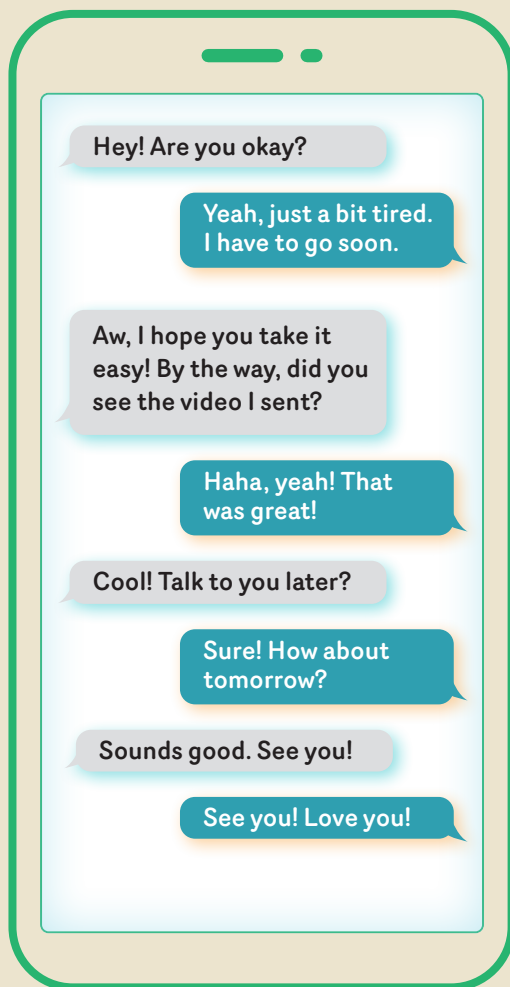 Hey! Are you okay?
Yeah, just a bit tired.
I have to go soon.
Aw, I hope you take it
easy! By the way, did you
see the video I sent?
Haha, yeah! That
was great!
Cool! Talk to you later?
Sure! How about
tomorrow?
Sounds good. See you!
See you! Love you!